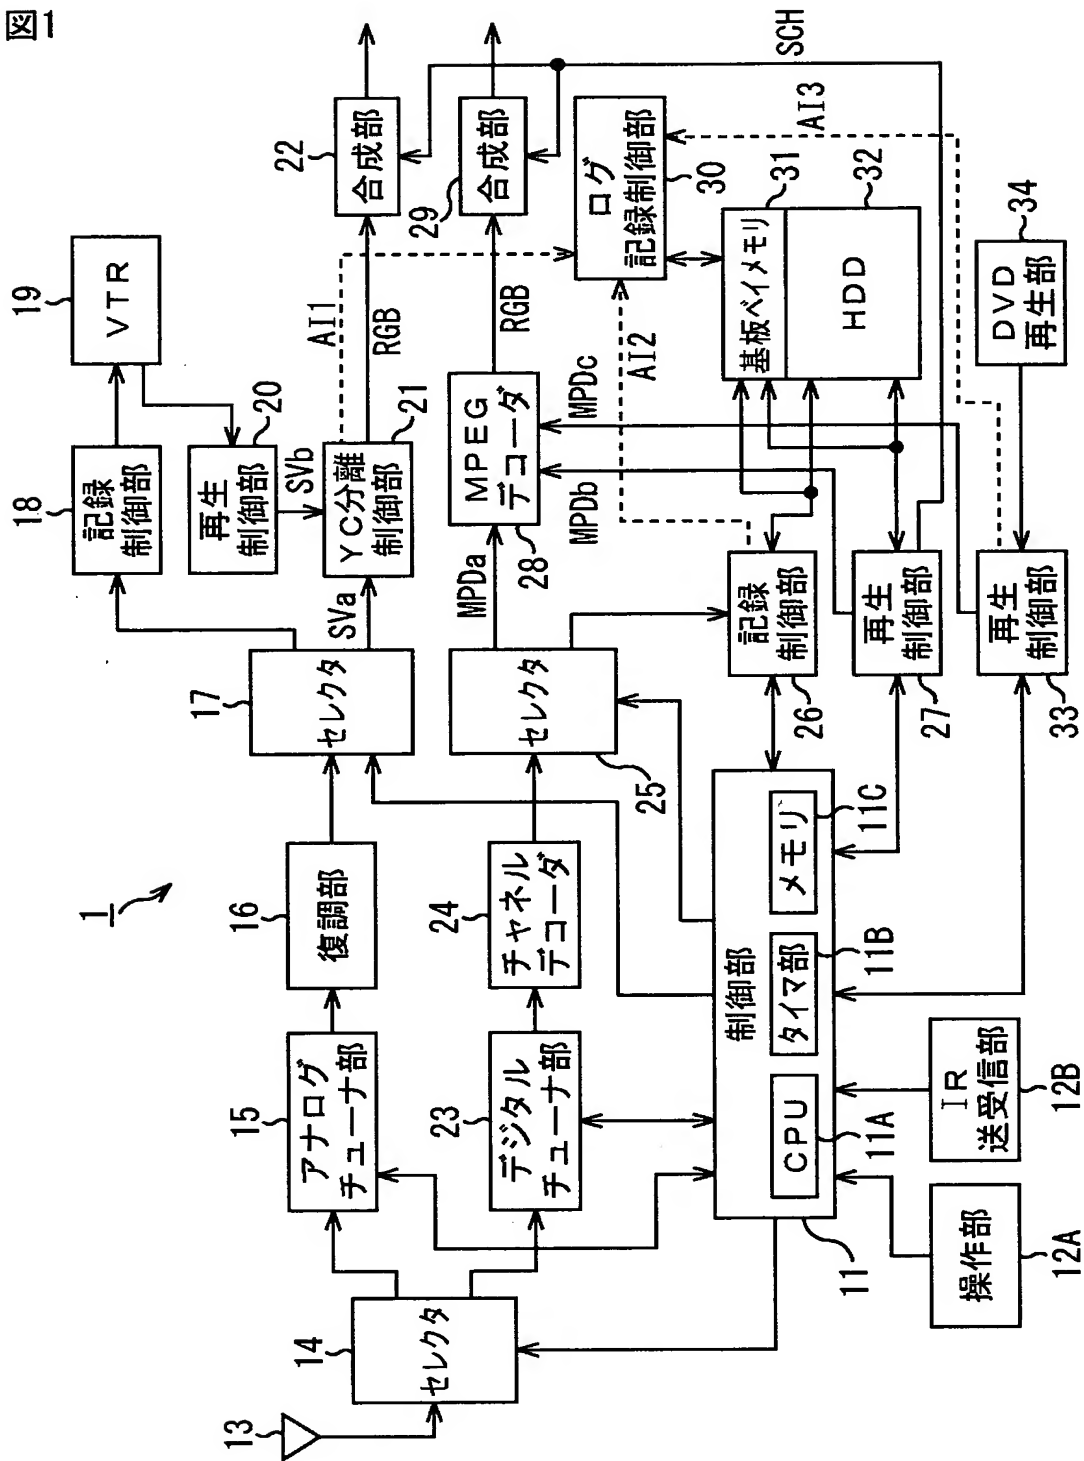 図1
1
13
14
セレクタ
15
アナログ
チューナ部
16
復調部
17
セレクタ
18
記録
制御部
19
VTR
再生
制御部
20
SVb
SVa
YC分離
制御部
21
AI1
RGB
22
合成部
23
デジタル
チューナ部
24
チャネル
デコーダ
セレクタ
25
MPDa
MPEG
デコーダ
28
MPDb
MPDc
RGB
29
合成部
SCH
ログ
記録制御部
30
AI2
AI3
基板ベイメモリ
31
HDD
32
記録
制御部
26
再生
制御部
27
再生
制御部
33
DVD
再生部
34
制御部
11
CPU
11A
タイマ部
11B
メモリ
11C
操作部
12A
IR
送受信部
12B